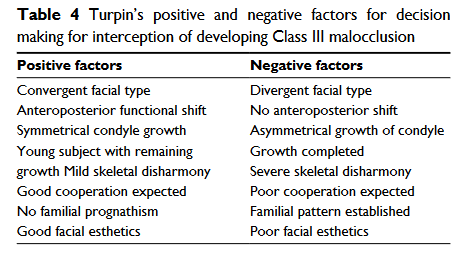 Table 4 Turpin's positive and negative factors for decision
making for interception of developing Class III malocclusion
Positive factors Negative factors
Convergent facial type Divergent facial type
Anteroposterior functional shift No anteroposterior shift
Symmetrical condyle growth Asymmetrical growth of condyle
Young subject with remaining Growth completed
growth Mild skeletal disharmony Severe skeletal disharmony
Good cooperation expected Poor cooperation expected
No familial prognathism Familial pattern established
Good facial esthetics Poor facial esthetics